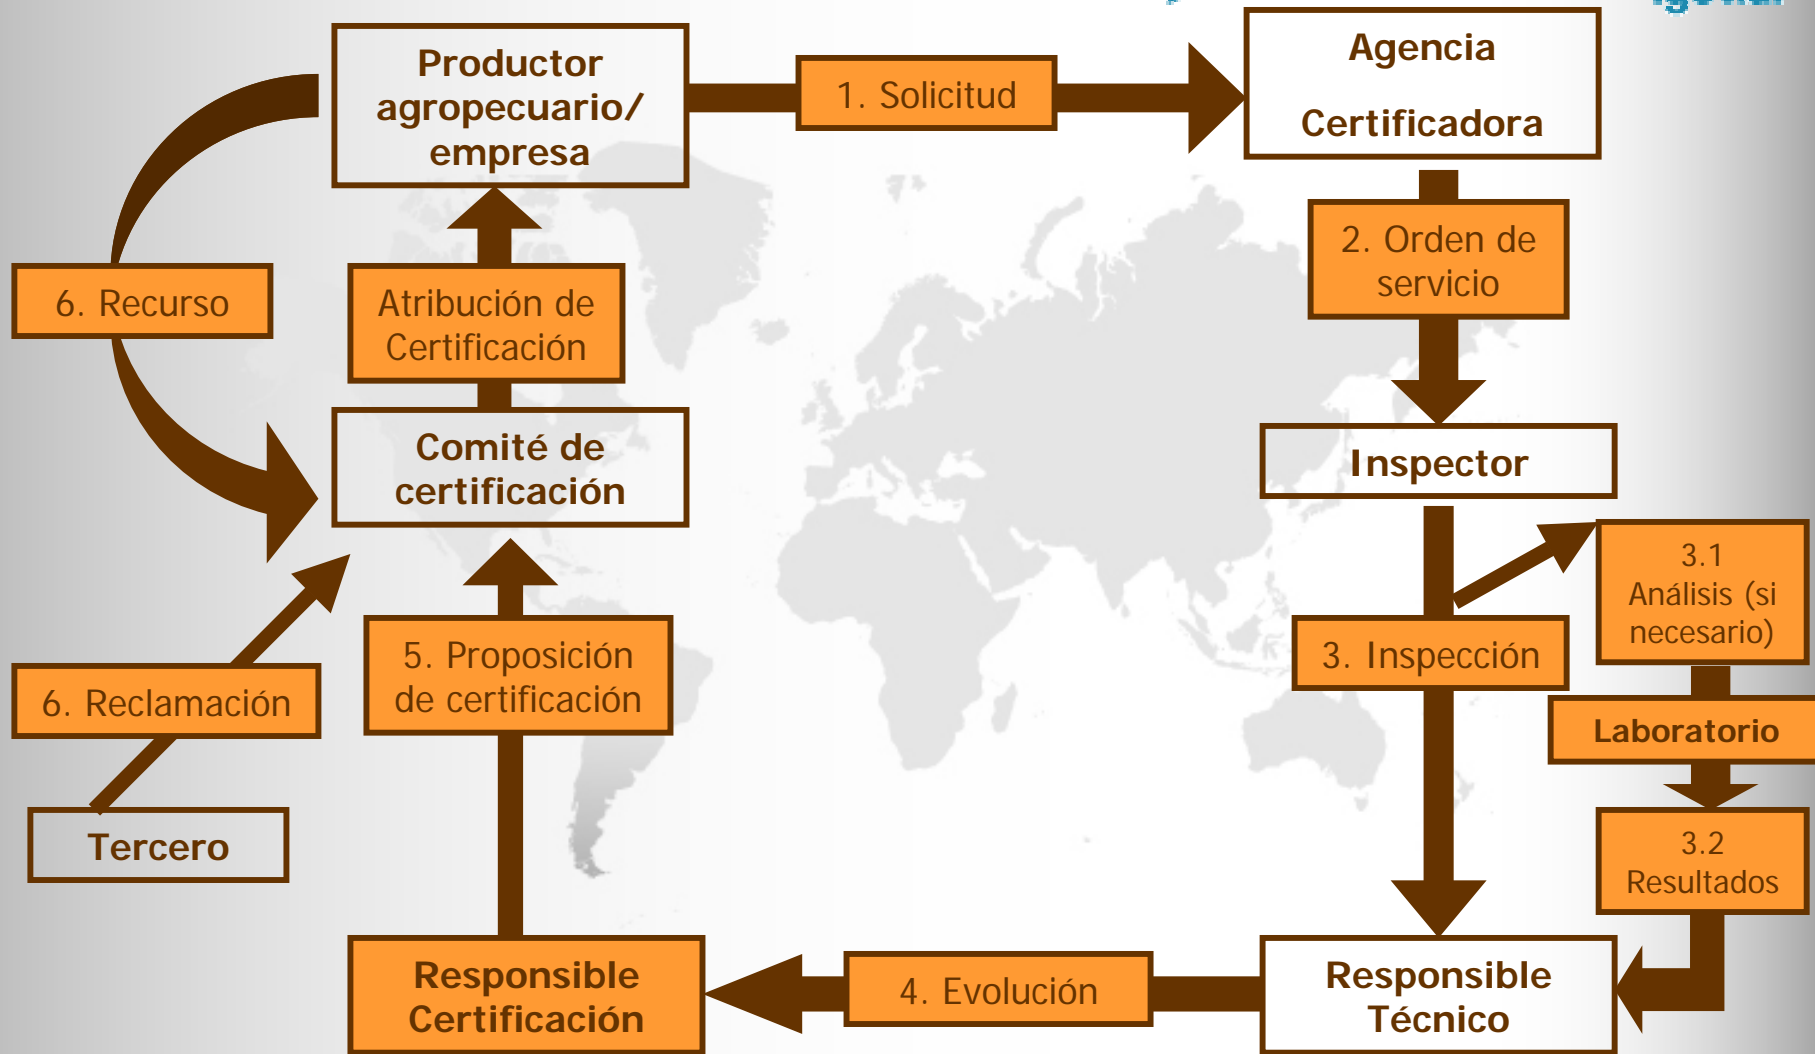 Productor
agropecuario/
empresa
1. Solicitud
Agencia
Certificadora
2. Orden de
servicio
6. Recurso
Atribución de
Certificación
Comité de
certificación
Inspector
3.1
Análisis (si
necesario)
5. Proposición
de certificación
3. Inspección
6. Reclamación
Laboratorio
Tercero
3.2
Resultados
Responsible
Certificación
4. Evolución
Responsible
Técnico